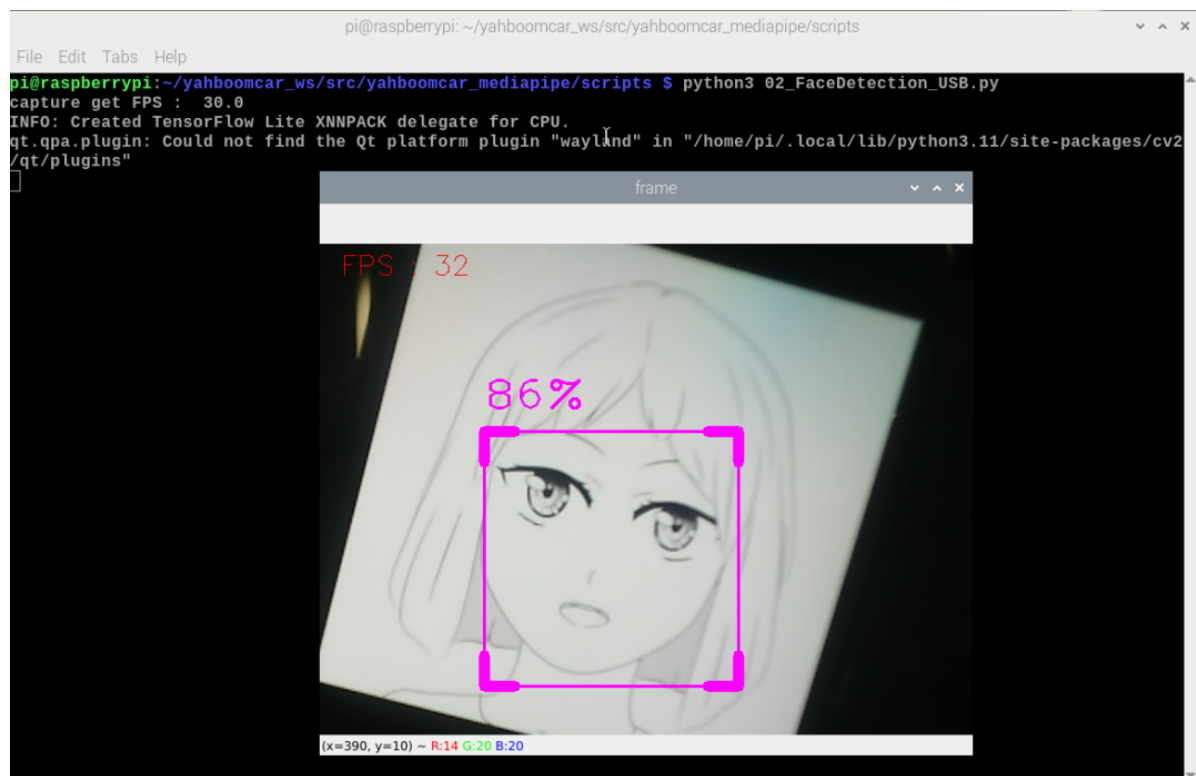 pi@raspberrypi: ~/yahboomcar_ws/src/yahboomcar_mediapipe/scripts
File Edit Tabs Help
pi@raspberrypi:~/yahboomcar_ws/src/yahboomcar_mediapipe/scripts $ python3 02_FaceDetection_USB.py
capture get FPS :  30.0
INFO: Created TensorFlow Lite XNNPACK delegate for CPU.
qt.qpa.plugin: Could not find the Qt platform plugin "wayland" in "/home/pi/.local/lib/python3.11/site-packages/cv2
/qt/plugins"
frame
FPS : 32
86%
(x=390, y=10) ~ R:14 G:20 B:20